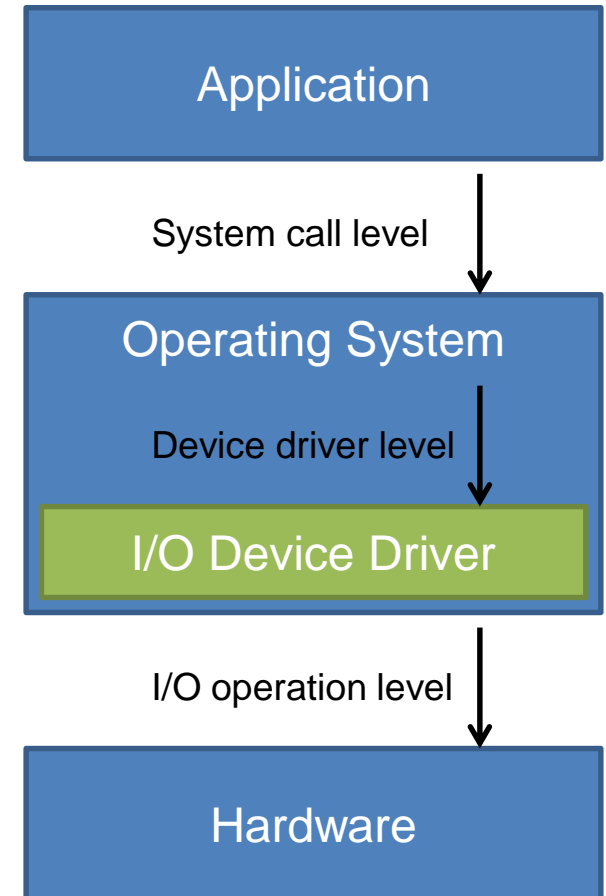 Application
System call level
Operating System
Device driver level
I/O Device Driver
I/O operation level
Hardware